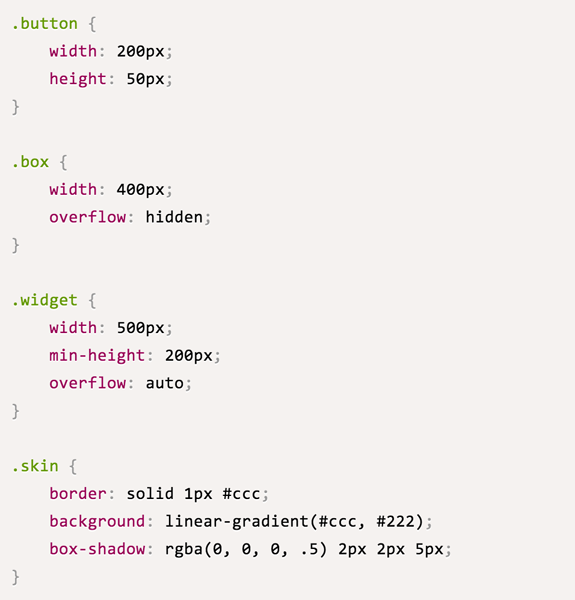 .button {
    width: 200px;
    height: 50px;
}

.box {
    width: 400px;
    overflow: hidden;
}

.widget {
    width: 500px;
    min-height: 200px;
    overflow: auto;
}

.skin {
    border: solid 1px #ccc;
    background: linear-gradient(#ccc, #222);
    box-shadow: rgba(0, 0, 0, .5) 2px 2px 5px;
}